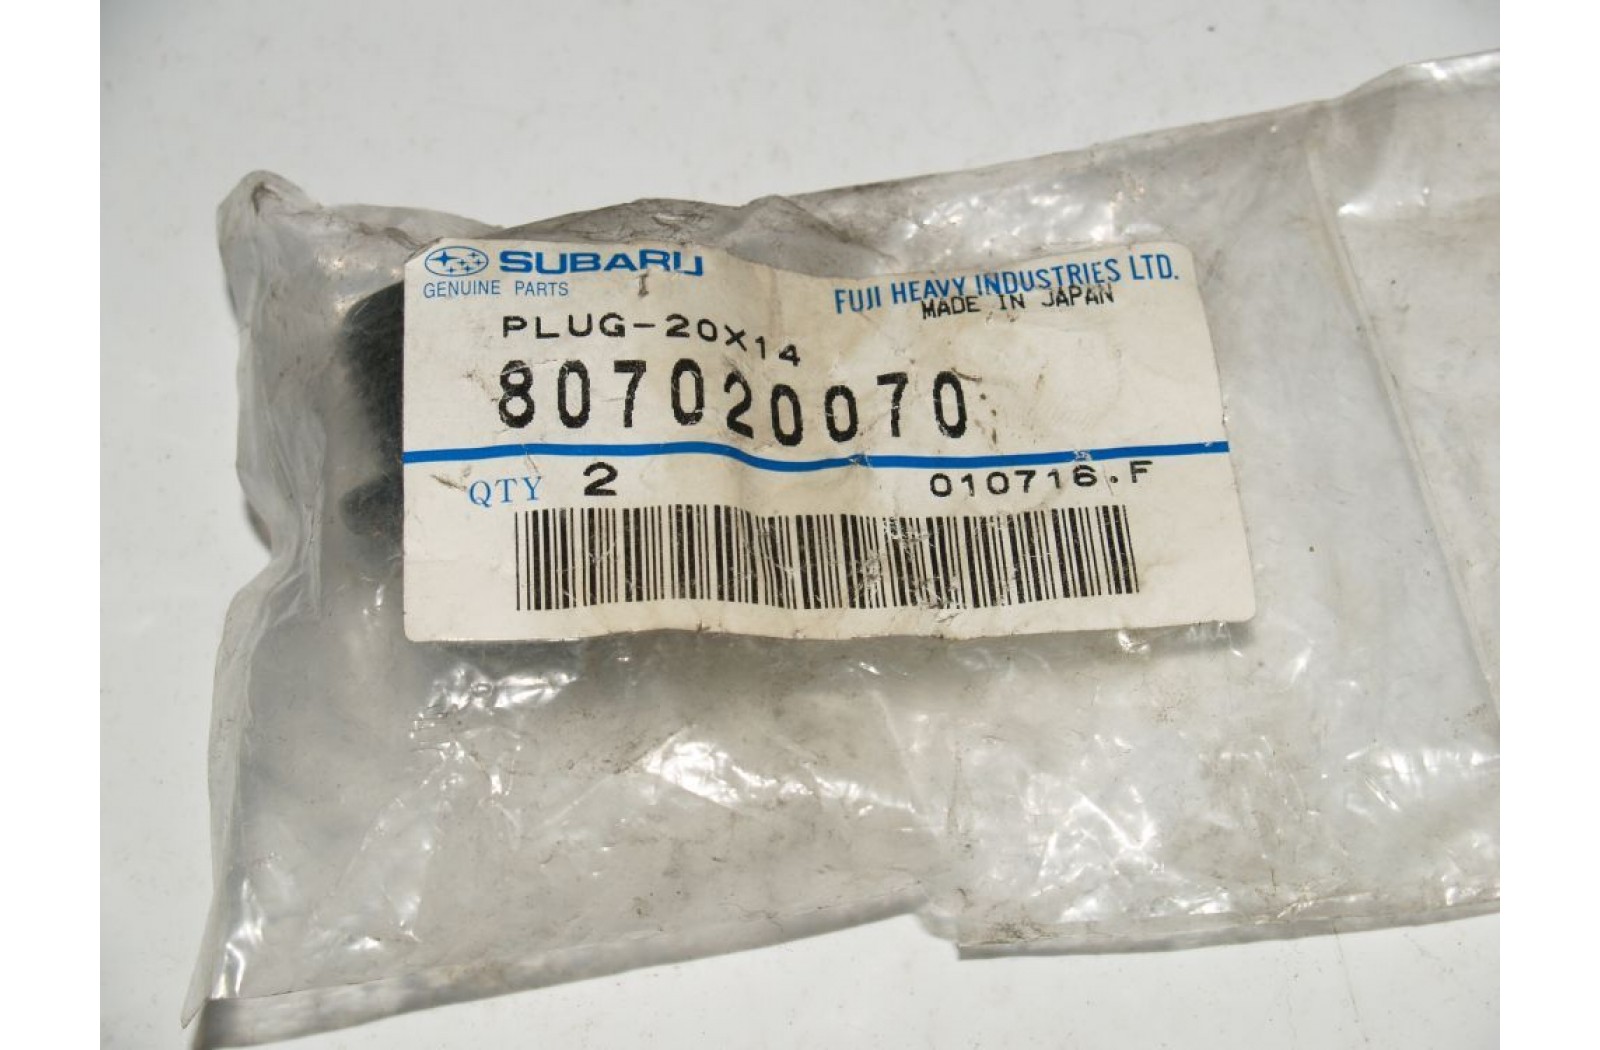 SUBARU
GENUINE PARTS
FUJI HEAVY INDUSTRIES LTD.
MADE IN JAPAN
PLUG-20X14
807020070
QTY 2 010716.F